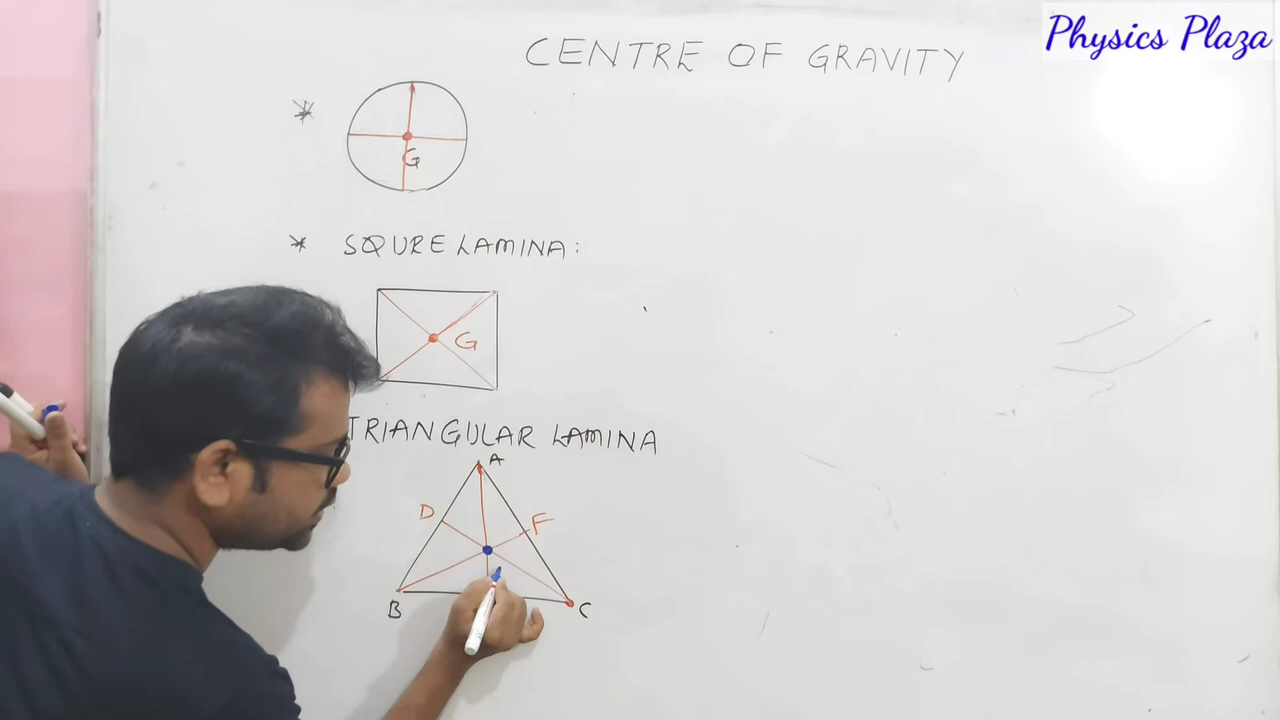 Physics Plaza
CENTRE OF GRAVITY
*
G
* SQURE LAMINA:
G
TRIANGULAR LAMINA
A
D
F
B
C